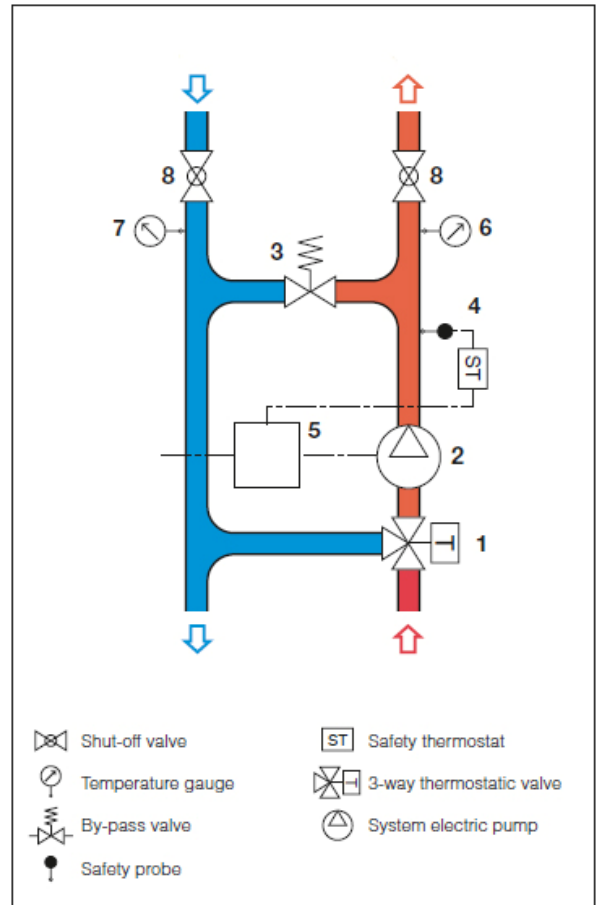 8
8
7
3
6
4
ST
5
2
T
1
Shut-off valve
ST Safety thermostat
Temperature gauge
T 3-way thermostatic valve
By-pass valve
System electric pump
Safety probe